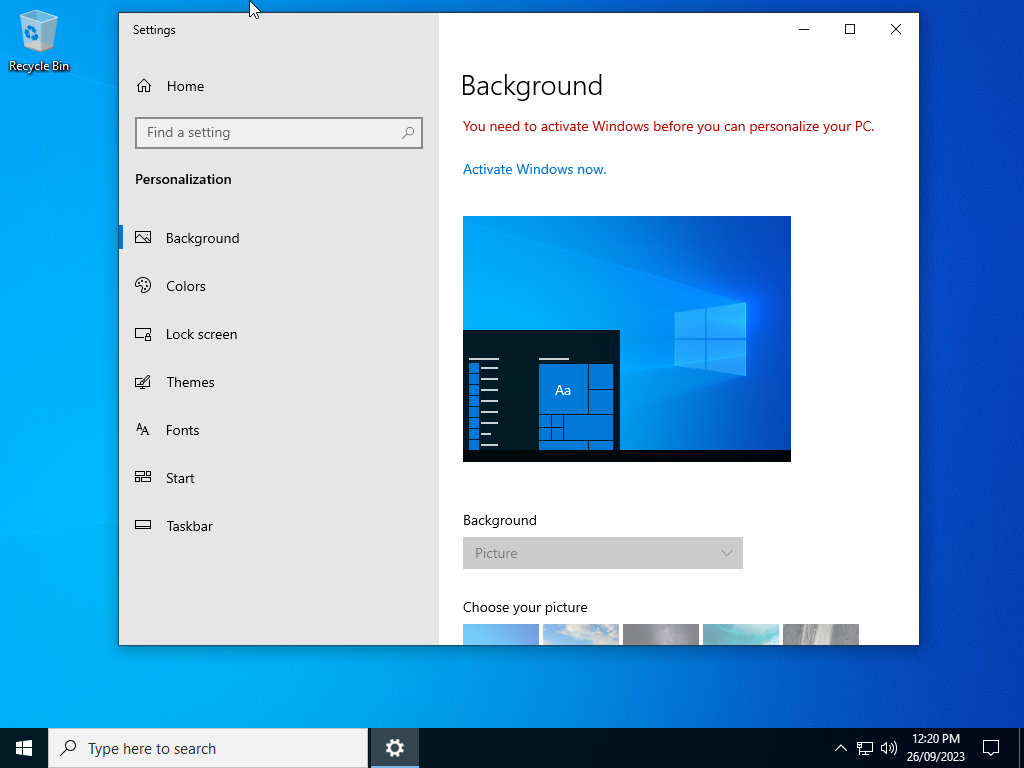 Recycle Bin
Settings
Home
Find a setting
Personalization
Background
Colors
Lock screen
Themes
Fonts
Start
Taskbar
Background
You need to activate Windows before you can personalize your PC.
Activate Windows now.
Aa
Background
Picture
Choose your picture
Type here to search
12:20 PM
26/09/2023